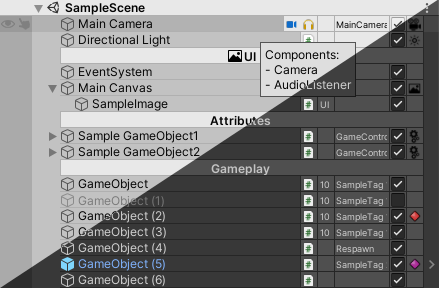 SampleScene
Main Camera MainCamera
Directional Light #
UI
Components:
- Camera
- AudioListener
EventSystem #
Main Canvas #
SampleImage # UI
Attributes
Sample GameObject1 # GameContro
Sample GameObject2 # GameContro
Gameplay
GameObject # 10 SampleTag
GameObject (1) # 10 SampleTag
GameObject (2) # 10 SampleTag
GameObject (3) # 10 SampleTag
GameObject (4) # Respawn
GameObject (5) # SampleTag
GameObject (6) #